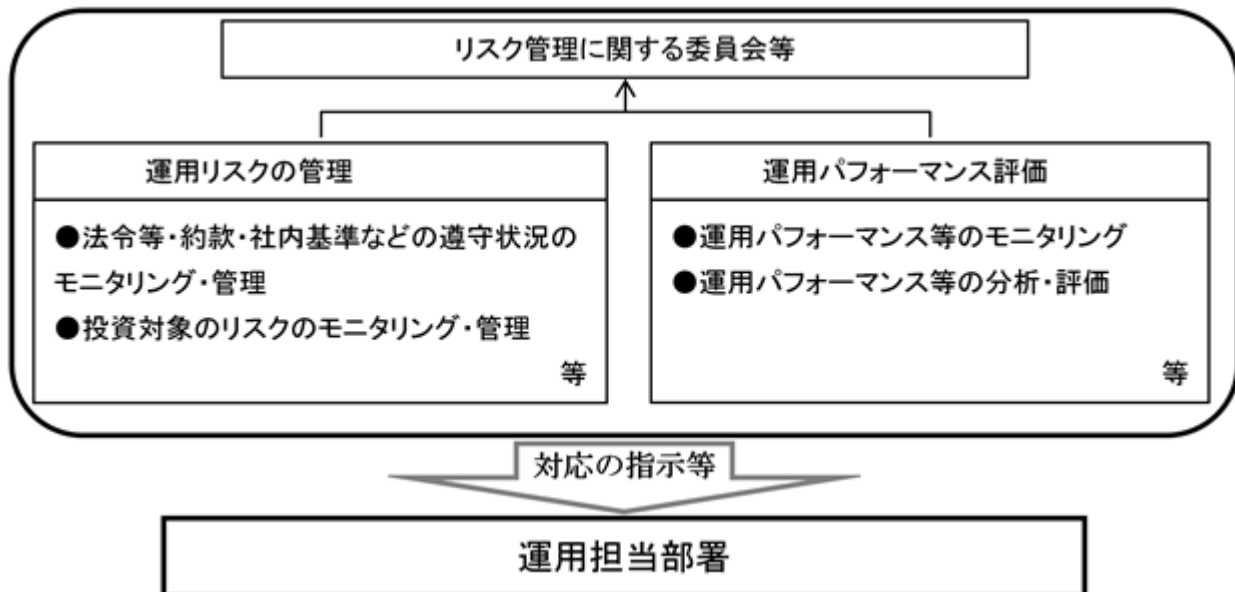 リスク管理に関する委員会等
運用リスクの管理
●法令等・約款・社内基準などの遵守状況の
モニタリング・管理
●投資対象のリスクのモニタリング・管理
等
運用パフォーマンス評価
●運用パフォーマンス等のモニタリング
●運用パフォーマンス等の分析・評価
等
対応の指示等
運用担当部署